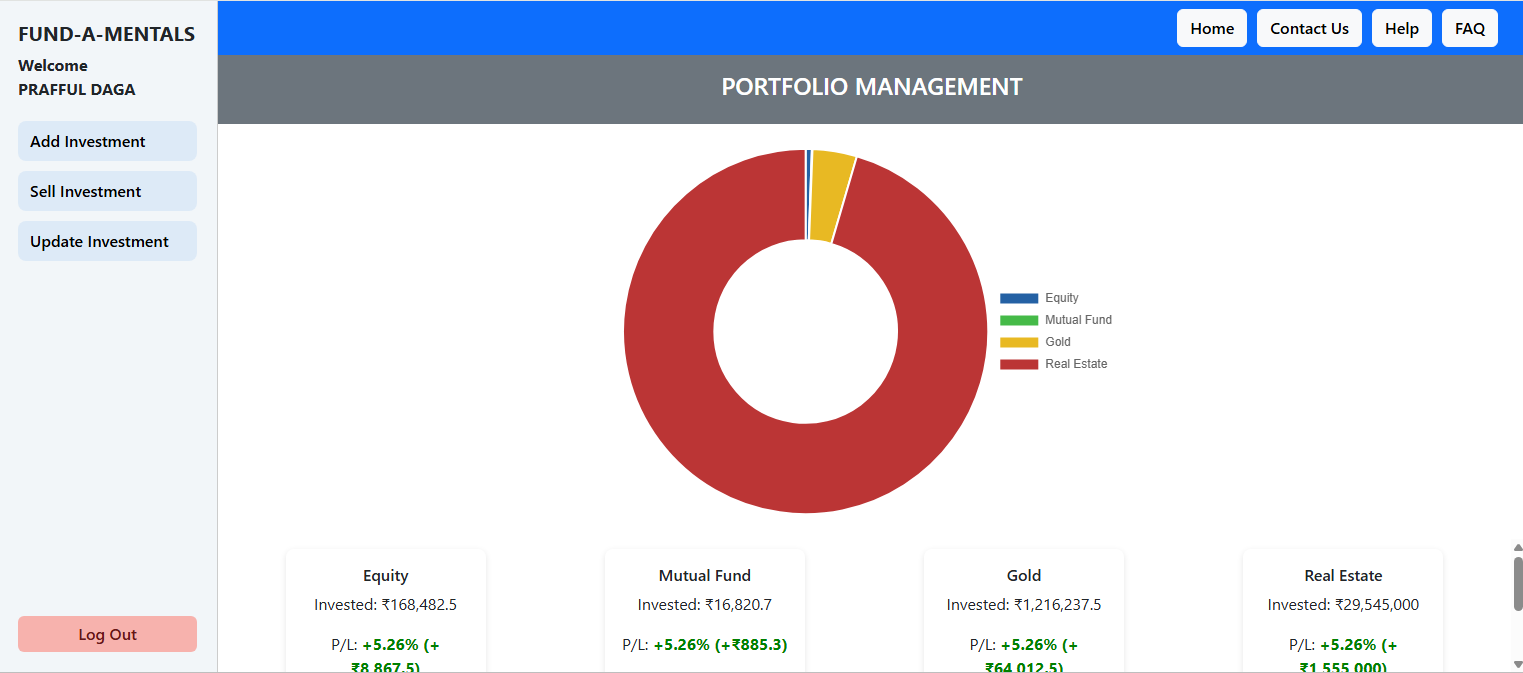 FUND-A-MENTALS
Welcome
PRAFFUL DAGA
Add Investment
Sell Investment
Update Investment
Log Out
Home
Contact Us
Help
FAQ
PORTFOLIO MANAGEMENT
Equity
Mutual Fund
Gold
Real Estate
Equity
Invested: ₹168,482.5
P/L: +5.26% (+
₹8,867.5)
Mutual Fund
Invested: ₹16,820.7
P/L: +5.26% (+₹885.3)
Gold
Invested: ₹1,216,237.5
P/L: +5.26% (+
₹64,012.5)
Real Estate
Invested: ₹29,545,000
P/L: +5.26% (+
₹1,555,000)